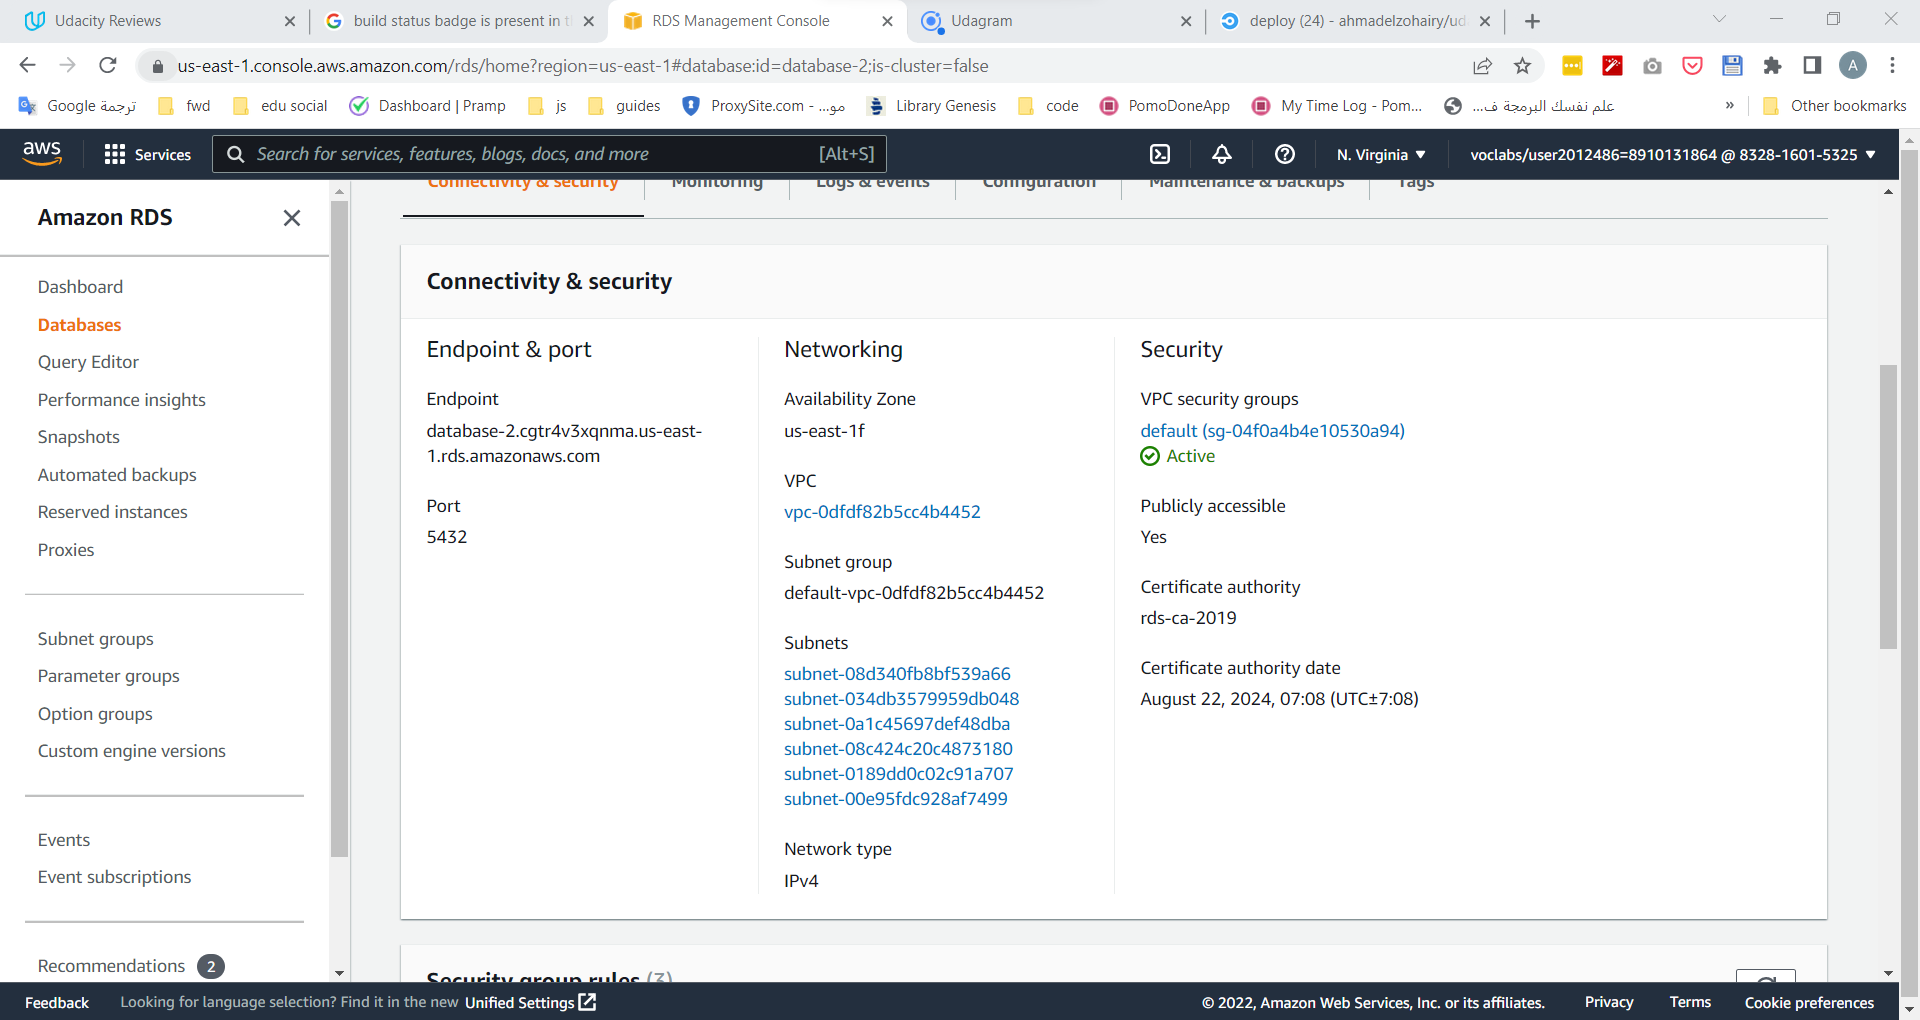 Udacity Reviews
build status badge is present in t
RDS Management Console
Udagram
deploy (24) - ahmadelzohairy/ud
us-east-1.console.aws.amazon.com/rds/home?region=us-east-1#database:id=database-2;is-cluster=false
A
ترجمة Google
fwd
edu social
Dashboard | Pramp
js
guides
ProxySite.com - ...مو
Library Genesis
code
PomoDoneApp
My Time Log - Pom...
علم نفسك البرمجة ف...
»
Other bookmarks
aws
Services
Search for services, features, blogs, docs, and more
[Alt+S]
N. Virginia
voclabs/user2012486=8910131864 @ 8328-1601-5325
Amazon RDS
Dashboard
Databases
Query Editor
Performance insights
Snapshots
Automated backups
Reserved instances
Proxies
Subnet groups
Parameter groups
Option groups
Custom engine versions
Events
Event subscriptions
Recommendations 2
Connectivity & security
Monitoring
Logs & events
Configuration
Maintenance & backups
Tags
Connectivity & security
Endpoint & port
Endpoint
database-2.cgtr4v3xqnma.us-east-
1.rds.amazonaws.com
Port
5432
Networking
Availability Zone
us-east-1f
VPC
vpc-0dfdf82b5cc4b4452
Subnet group
default-vpc-0dfdf82b5cc4b4452
Subnets
subnet-08d340fb8bf539a66
subnet-034db3579959db048
subnet-0a1c45697def48dba
subnet-08c424c20c4873180
subnet-0189dd0c02c91a707
subnet-00e95fdc928af7499
Network type
IPv4
Security
VPC security groups
default (sg-04f0a4b4e10530a94)
Active
Publicly accessible
Yes
Certificate authority
rds-ca-2019
Certificate authority date
August 22, 2024, 07:08 (UTC±7:08)
Security group rules (3)
Feedback
Looking for language selection? Find it in the new Unified Settings
© 2022, Amazon Web Services, Inc. or its affiliates.
Privacy
Terms
Cookie preferences